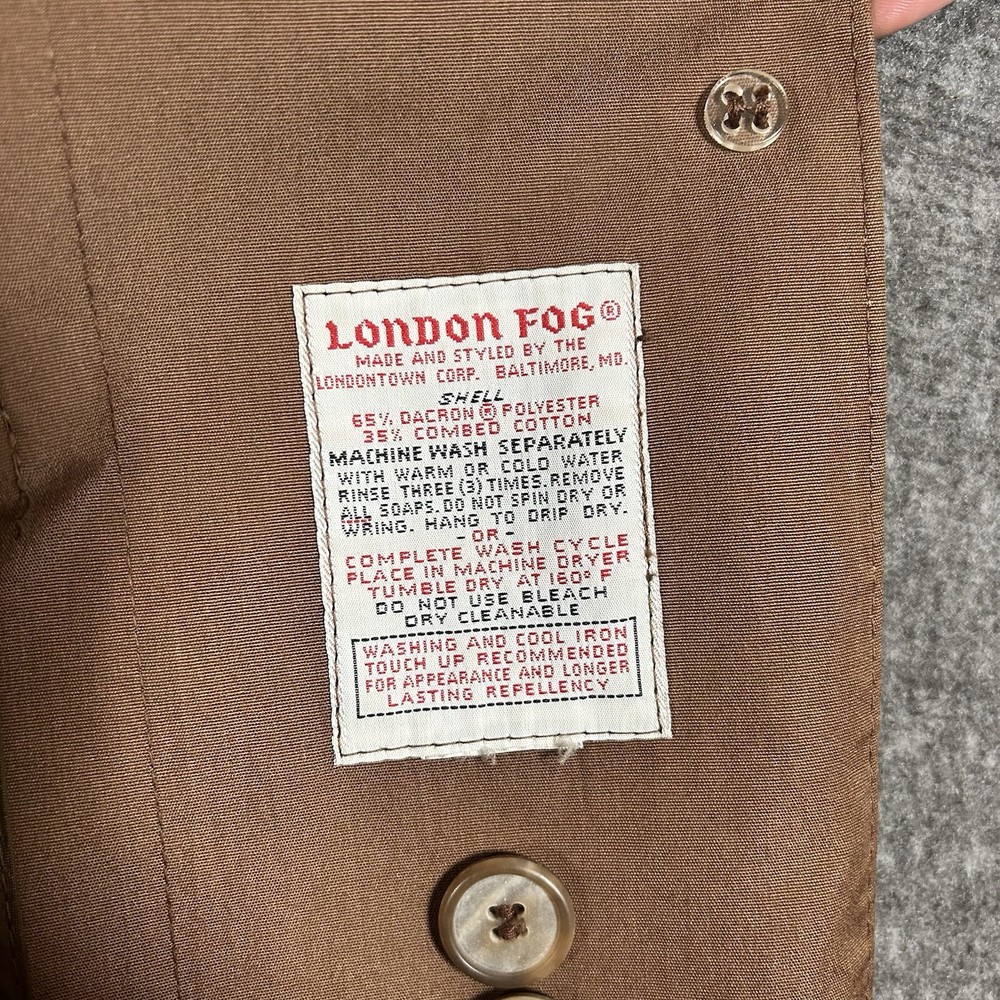 LONDON FOG®
MADE AND STYLED BY THE
LONDONTOWN CORP. BALTIMORE, MD.
SHELL
65% DACRON® POLYESTER
35% COMBED COTTON
MACHINE WASH SEPARATELY
WITH WARM OR COLD WATER
RINSE THREE (3) TIMES. REMOVE
ALL SOAPS. DO NOT SPIN DRY OR
WRING. HANG TO DRIP DRY.
-OR-
COMPLETE WASH CYCLE
PLACE IN MACHINE DRYER
TUMBLE DRY AT 160° F
DO NOT USE BLEACH
DRY CLEANABLE
WASHING AND COOL IRON
TOUCH UP RECOMMENDED
FOR APPEARANCE AND LONGER
LASTING REPELLENCY